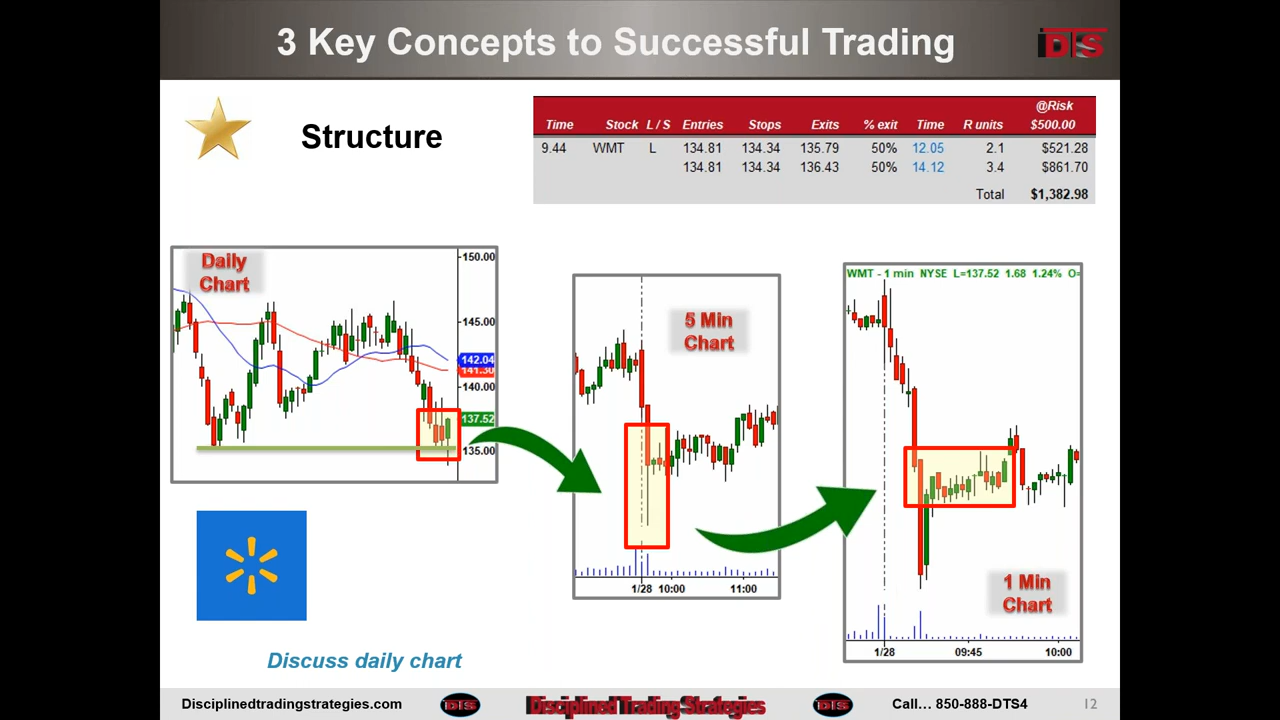 3 Key Concepts to Successful Trading
DTS
Structure
@Risk
Time Stock L / S Entries Stops Exits % exit Time R units $500.00
9.44 WMT L 134.81 134.34 135.79 50% 12.05 2.1 $521.28
134.81 134.34 136.43 50% 14.12 3.4 $861.70
Total $1,382.98
Daily
Chart
150.00
145.00
142.04
141.30
140.00
137.52
135.00
5 Min
Chart
1/28 10:00 11:00
WMT - 1 min NYSE L=137.52 1.68 1.24% O=
1 Min
Chart
1/28 09:45 10:00
Discuss daily chart
Disciplinedtradingstrategies.com
DTS
Disciplined Trading Strategies
DTS
Call… 850-888-DTS4
12